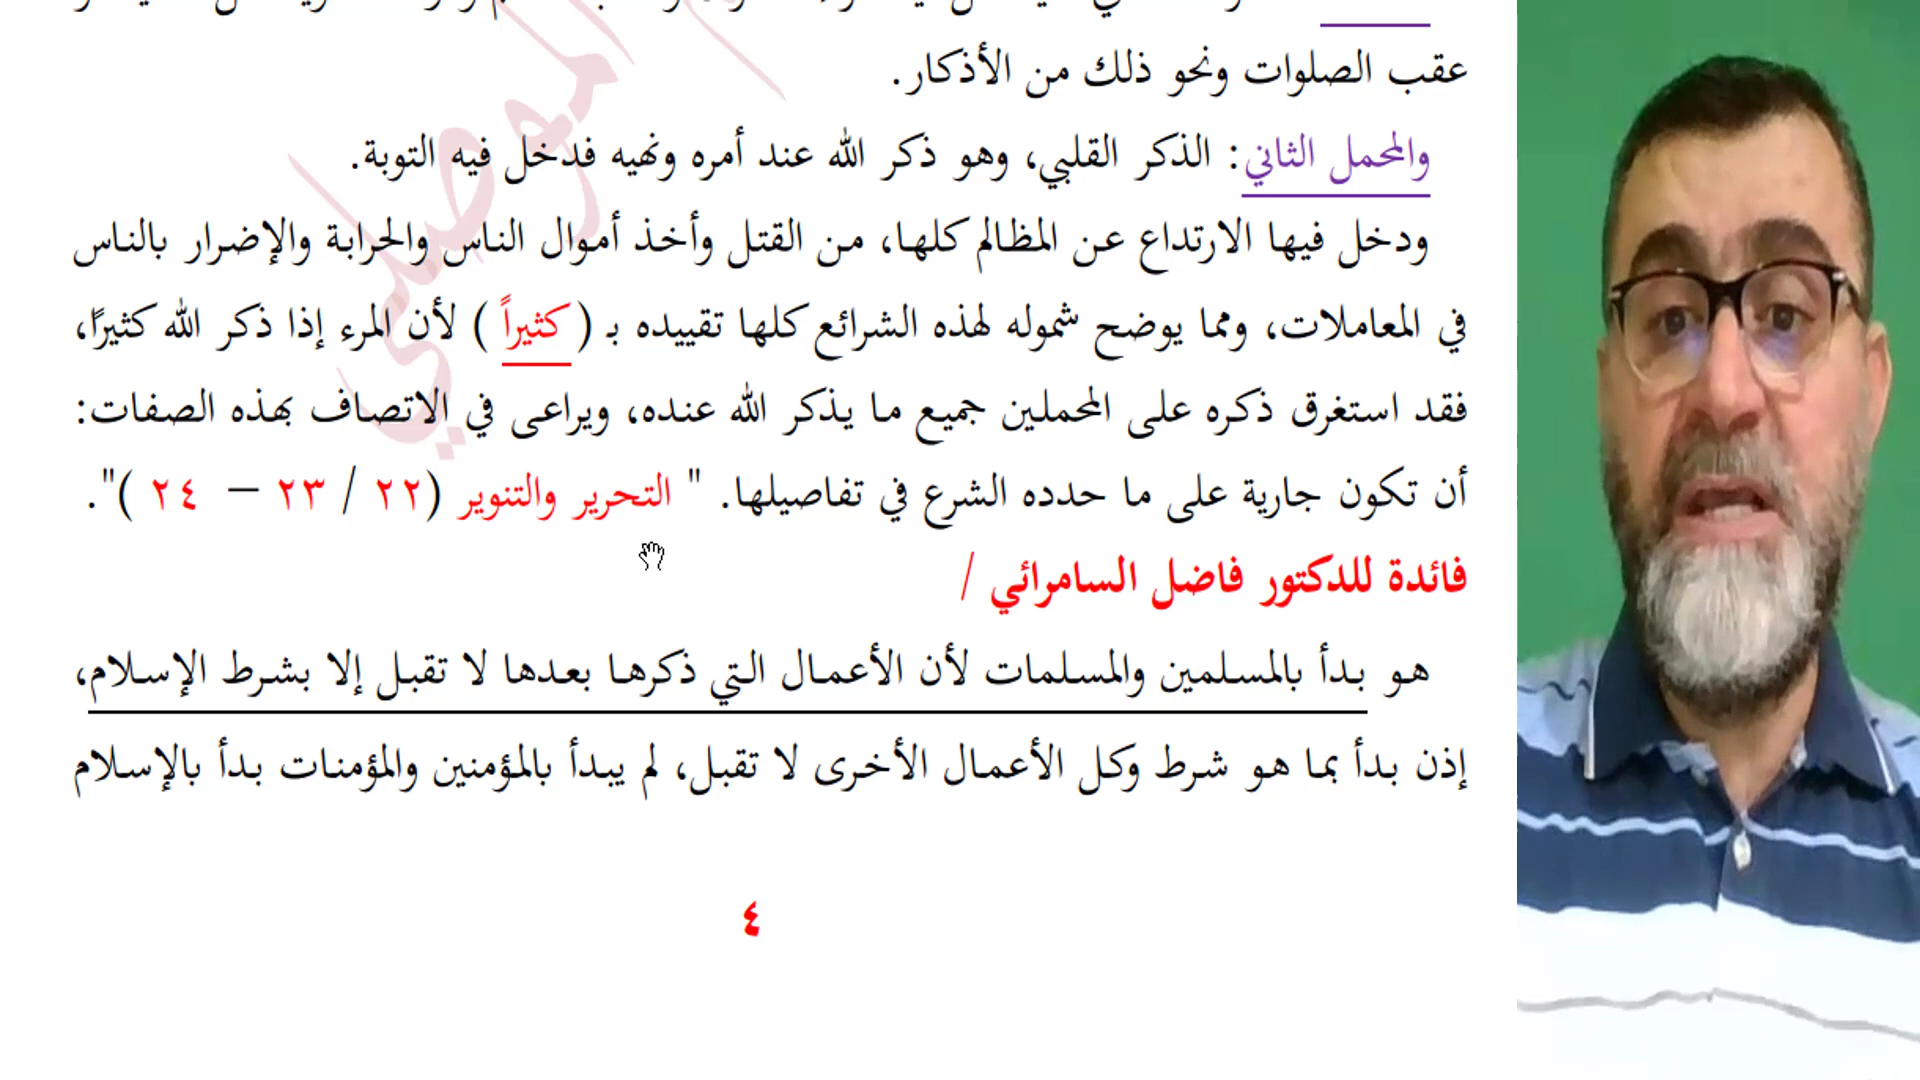 عقب الصلوات ونحو ذلك من الأذكار.
والمحمل الثاني: الذكر القلبي، وهو ذكر الله عند أمره ونهيه فدخل فيه التوبة.
ودخل فيها الارتداع عن المظالم كلها، من القتل وأخذ أموال الناس والحرابة والإضرار بالناس
في المعاملات، ومما يوضح شموله لهذه الشرائع كلها تقييده بـ ( كثيراً ) لأن المرء إذا ذكر الله كثيرًا،
فقد استغرق ذكره على المحملين جميع ما يذكر الله عنده، ويراعى في الاتصاف بهذه الصفات:
أن تكون جارية على ما حدده الشرع في تفاصيلها. " التحرير والتنوير (٢٢ / ٢٣ – ٢٤ )".
فائدة للدكتور فاضل السامرائي /
هو بدأ بالمسلمين والمسلمات لأن الأعمال التي ذكرها بعدها لا تقبل إلا بشرط الإسلام،
إذن بدأ بما هو شرط وكل الأعمال الأخرى لا تقبل، لم يبدأ بالمؤمنين والمؤمنات بدأ بالإسلام
٤
الموصلي